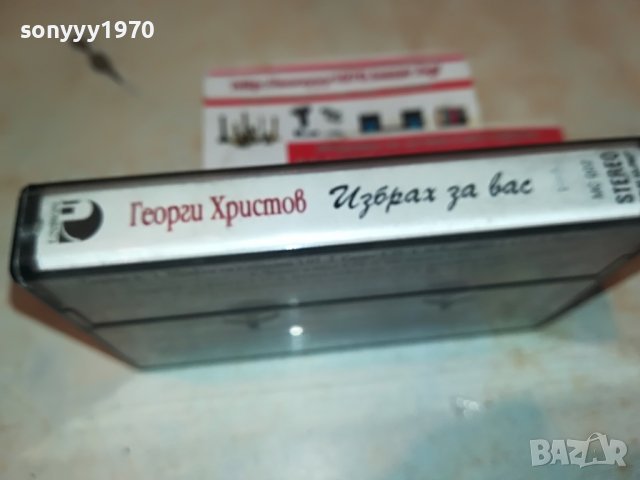 sonyyy1970
Георги Христов Избрах за вас
STEREO
BAZAR
bg